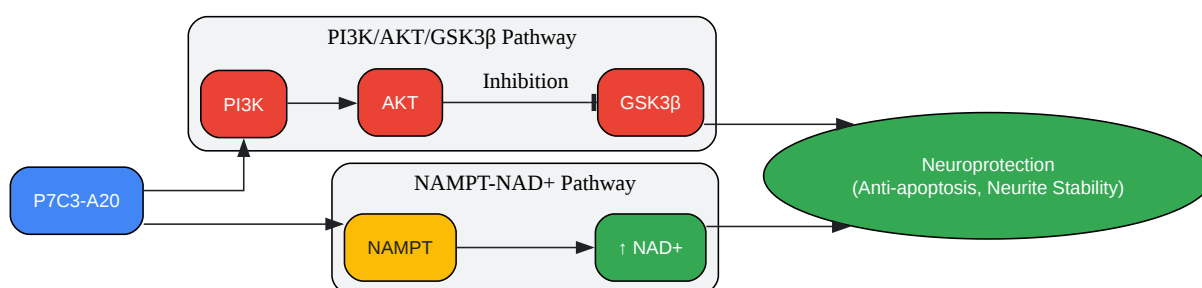 PI3K/AKT/GSK3β Pathway
Inhibition
PI3K
AKT
GSK3β
P7C3-A20
Neuroprotection
(Anti-apoptosis, Neurite Stability)
NAMPT-NAD+ Pathway
NAMPT
↑ NAD+